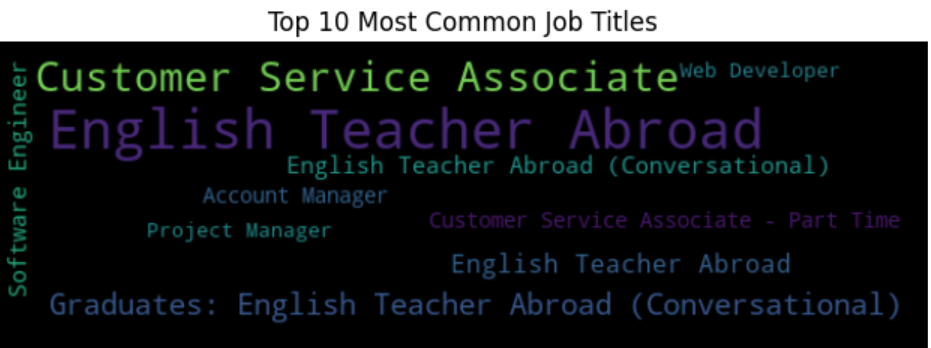 Top 10 Most Common Job Titles
Software Engineer
Customer Service Associate
Web Developer
English Teacher Abroad
English Teacher Abroad (Conversational)
Account Manager
Customer Service Associate - Part Time
Project Manager
English Teacher Abroad
Graduates: English Teacher Abroad (Conversational)